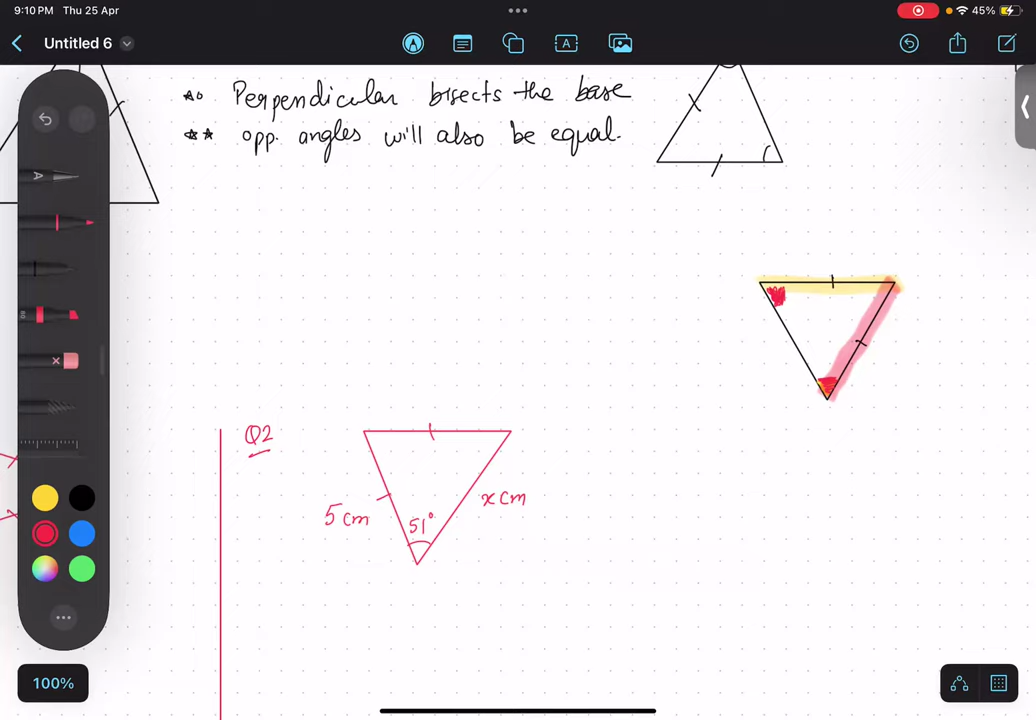 9:10 PM Thu 25 Apr
45%
Untitled 6
Perpendicular bisects the base
opp. angles will also be equal.
Q2
5 cm
x cm
51°
100%